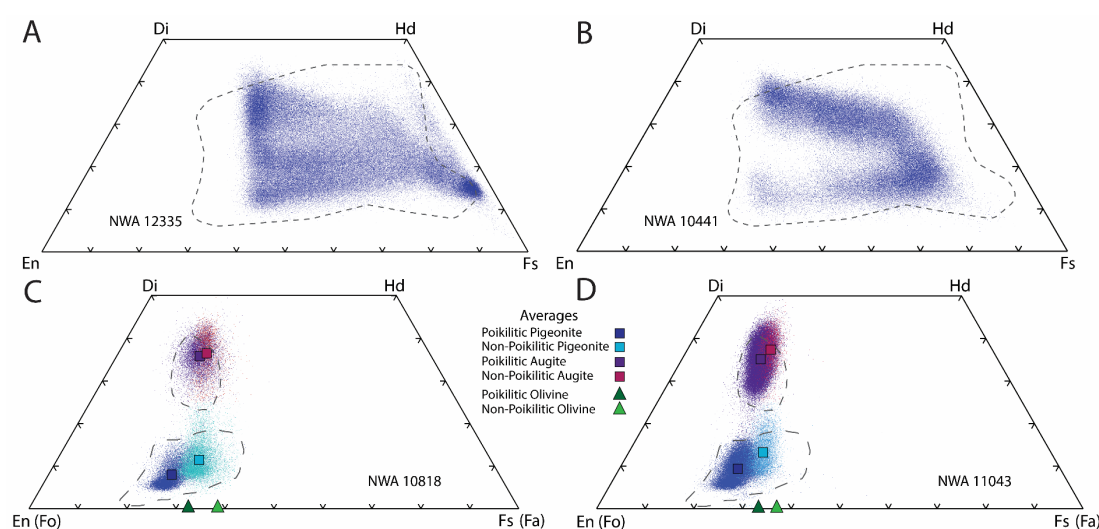 A
Di
Hd
NWA 12335
En
Fs
B
Di
Hd
NWA 10441
En
Fs
C
Di
Hd
NWA 10818
En (Fo)
Fs (Fa)
Averages
Poikilitic Pigeonite
Non-Poikilitic Pigeonite
Poikilitic Augite
Non-Poikilitic Augite
Poikilitic Olivine
Non-Poikilitic Olivine
D
Di
Hd
NWA 11043
En (Fo)
Fs (Fa)